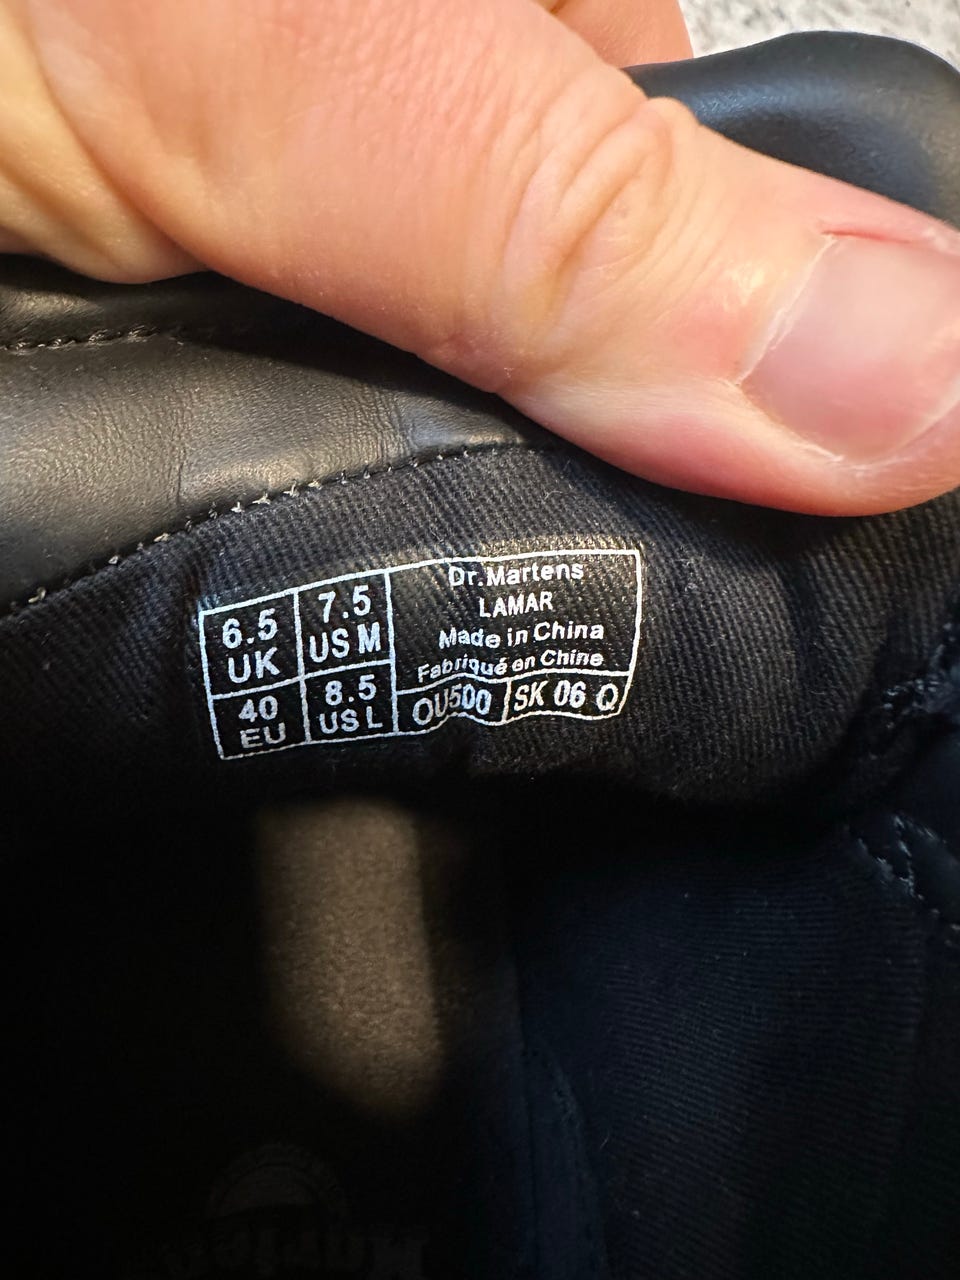 6.5
UK
7.5
US M
40
EU
8.5
US L
Dr.Martens
LAMAR
Made in China
Fabriqué en Chine
OU500
SK 06 Q